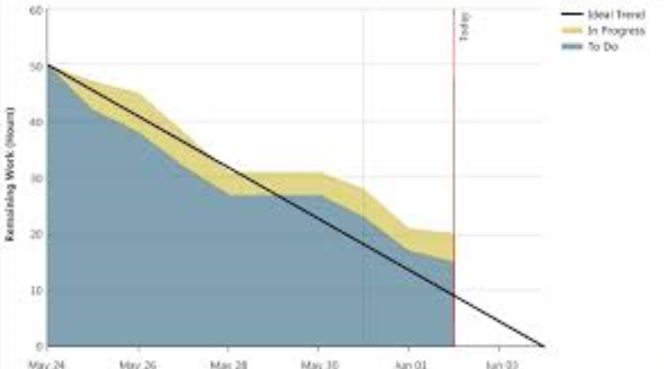 60
50
40
30
20
10
0
Remaining Work (Hours)
May 24
May 26
May 28
May 30
Jun 01
Jun 03
Today
Ideal Trend
In Progress
To Do